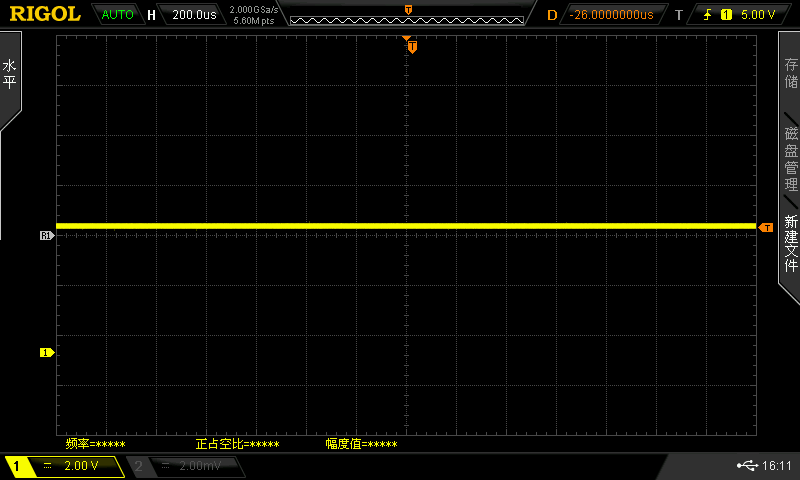 RIGOL AUTO H 200.0us 2.000GSa/s D -26.0000000us T 1 5.00 V
5.60M pts
T
T
水平
存储
磁盘管理
新建文件
R1
T
1
频率=***** 正占空比=***** 幅度值=*****
1 2.00 V 2 2.00mV 16:11